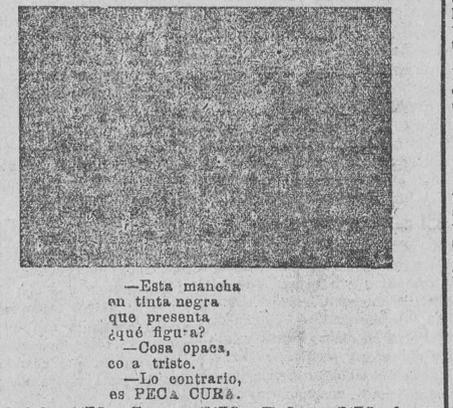 —Esta mancha
en tinta negra
que presenta
¿qué figura?
—Cosa opaca,
co a triste.
—Lo contrario,
es PECA CURA.